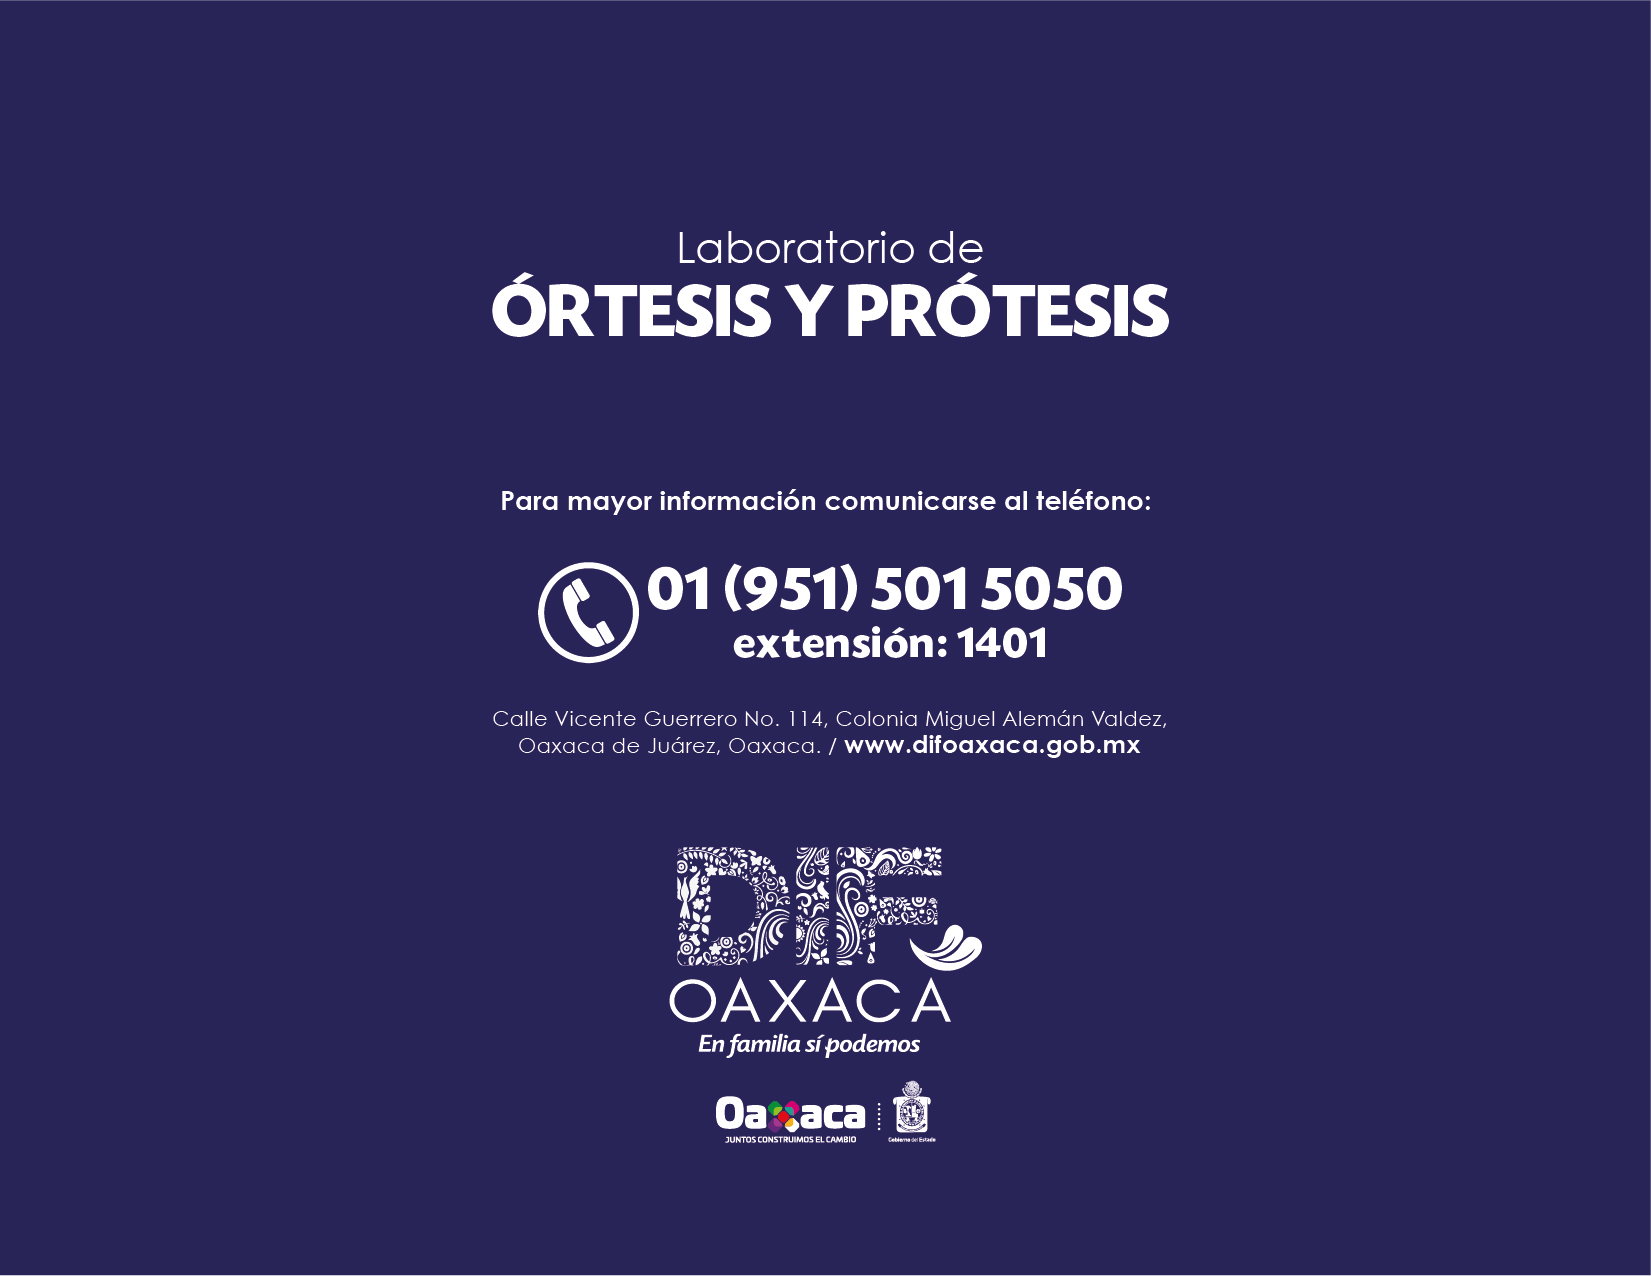 Laboratorio de
ÓRTESIS Y PRÓTESIS
Para mayor información comunicarse al teléfono:
01 (951) 501 5050
extensión: 1401
Calle Vicente Guerrero No. 114, Colonia Miguel Alemán Valdez,
Oaxaca de Juárez, Oaxaca. / www.difoaxaca.gob.mx
DIF
OAXACA
En familia sí podemos
Oaxaca
JUNTOS CONSTRUIMOS EL CAMBIO
Gobierno del Estado